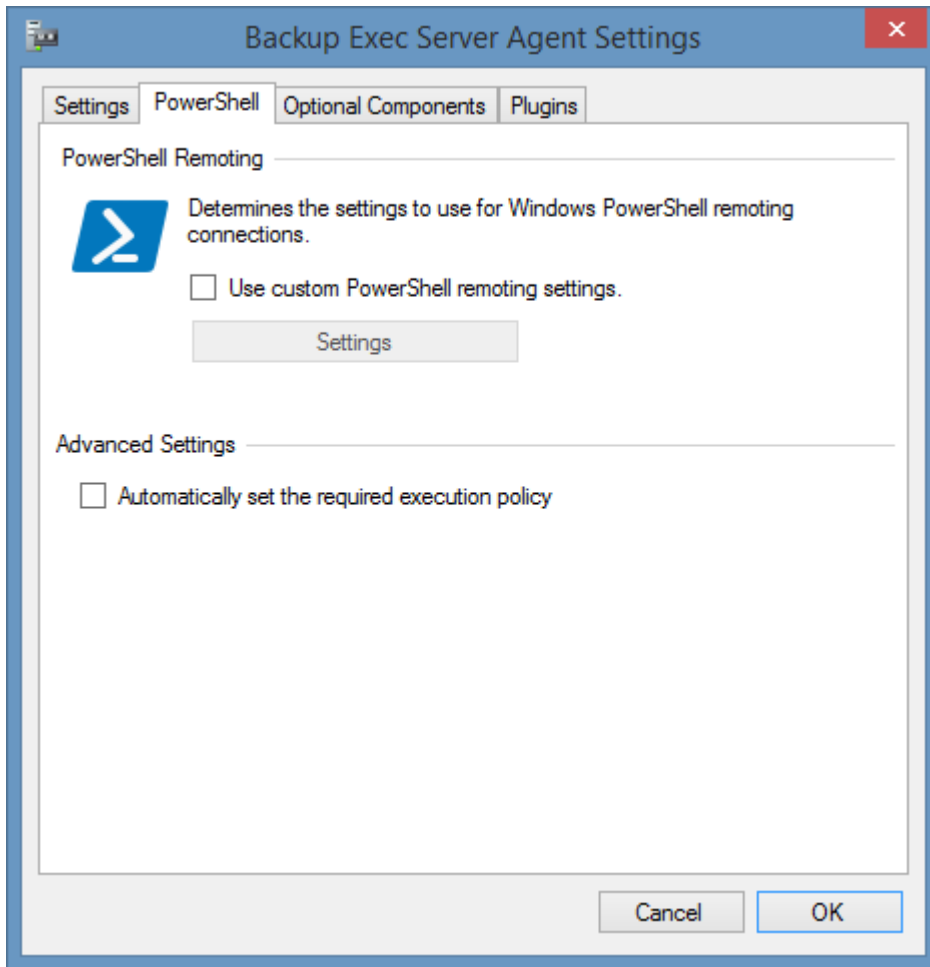 Backup Exec Server Agent Settings
Settings PowerShell Optional Components Plugins
PowerShell Remoting
Determines the settings to use for Windows PowerShell remoting
connections.
Use custom PowerShell remoting settings.
Settings
Advanced Settings
Automatically set the required execution policy
Cancel OK